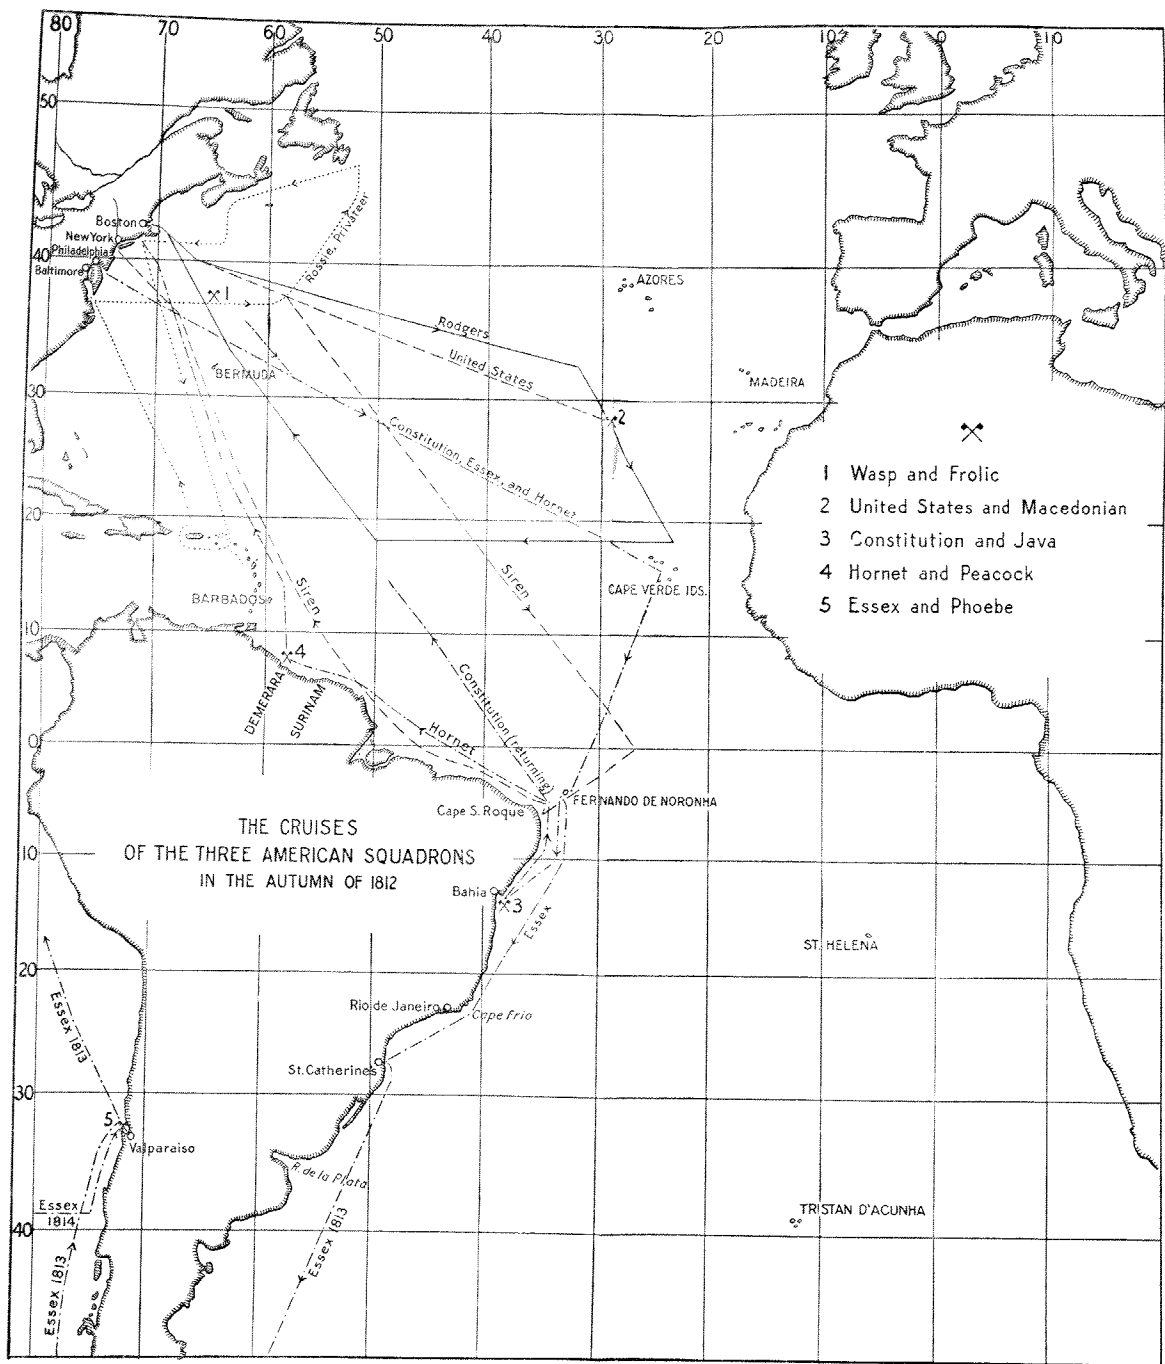 80 70 60 50 40 30 20 10 0 10
50
Boston
New York
Philadelphia
40
Baltimore
Rossie, Privateer
1
AZORES
Rodgers
United States
BERMUDA
MADEIRA
30
2
Constitution, Essex, and Hornet
1 Wasp and Frolic
2 United States and Macedonian
3 Constitution and Java
4 Hornet and Peacock
5 Essex and Phoebe
20
Siren
Siren
CAPE VERDE IDS.
BARBADOS
10
4
DEMERARA
SURINAM
Constitution (returning)
Hornet
0
FERNANDO DE NORONHA
Cape S. Roque
THE CRUISES
OF THE THREE AMERICAN SQUADRONS
IN THE AUTUMN OF 1812
10
Bahia
3
Essex
ST. HELENA
20
Rio de Janeiro
Cape Frio
Essex 1813
St. Catherines
30
5
Valparaiso
R. de la Plata
Essex
1814
TRISTAN D'ACUNHA
40
Essex 1813
Essex 1813